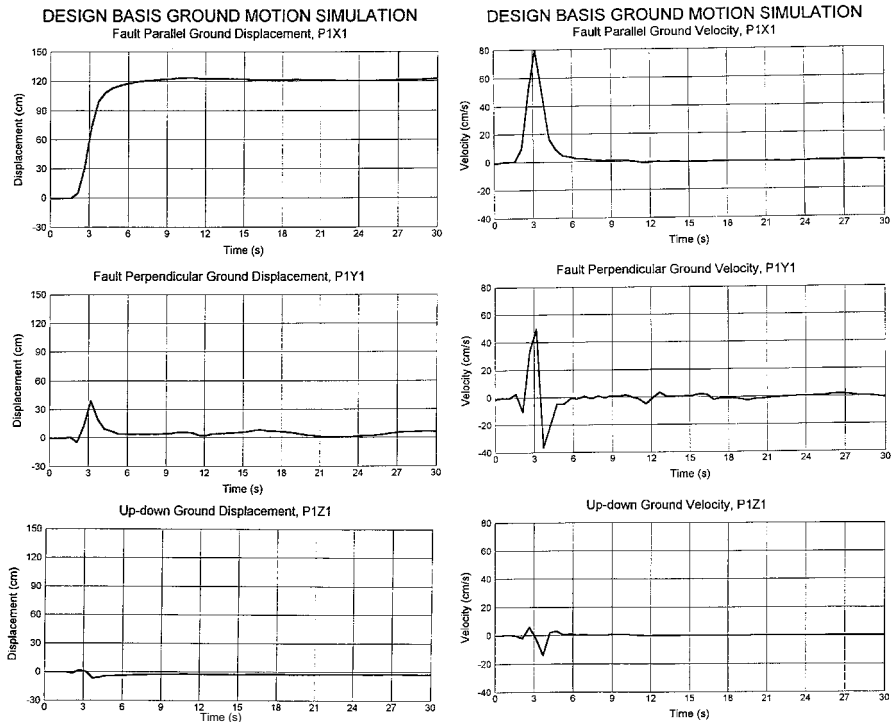 DESIGN BASIS GROUND MOTION SIMULATION
Fault Parallel Ground Displacement, P1X1
Displacement (cm)
150
120
90
60
30
0
-30
0 3 6 9 12 15 18 21 24 27 30
Time (s)
Fault Perpendicular Ground Displacement, P1Y1
Displacement (cm)
150
120
90
60
30
0
-30
0 3 6 9 12 15 18 21 24 27 30
Time (s)
Up-down Ground Displacement, P1Z1
Displacement (cm)
150
120
90
60
30
0
-30
0 3 6 9 12 15 18 21 24 27 30
Time (s)
DESIGN BASIS GROUND MOTION SIMULATION
Fault Parallel Ground Velocity, P1X1
Velocity (cm/s)
80
60
40
20
0
-20
-40
0 3 6 9 12 15 18 21 24 27 30
Time (s)
Fault Perpendicular Ground Velocity, P1Y1
Velocity (cm/s)
80
60
40
20
0
-20
-40
0 3 6 9 12 15 18 21 24 27 30
Time (s)
Up-down Ground Velocity, P1Z1
Velocity (cm/s)
80
60
40
20
0
-20
-40
0 3 6 9 12 15 18 21 24 27 30
Time (s)